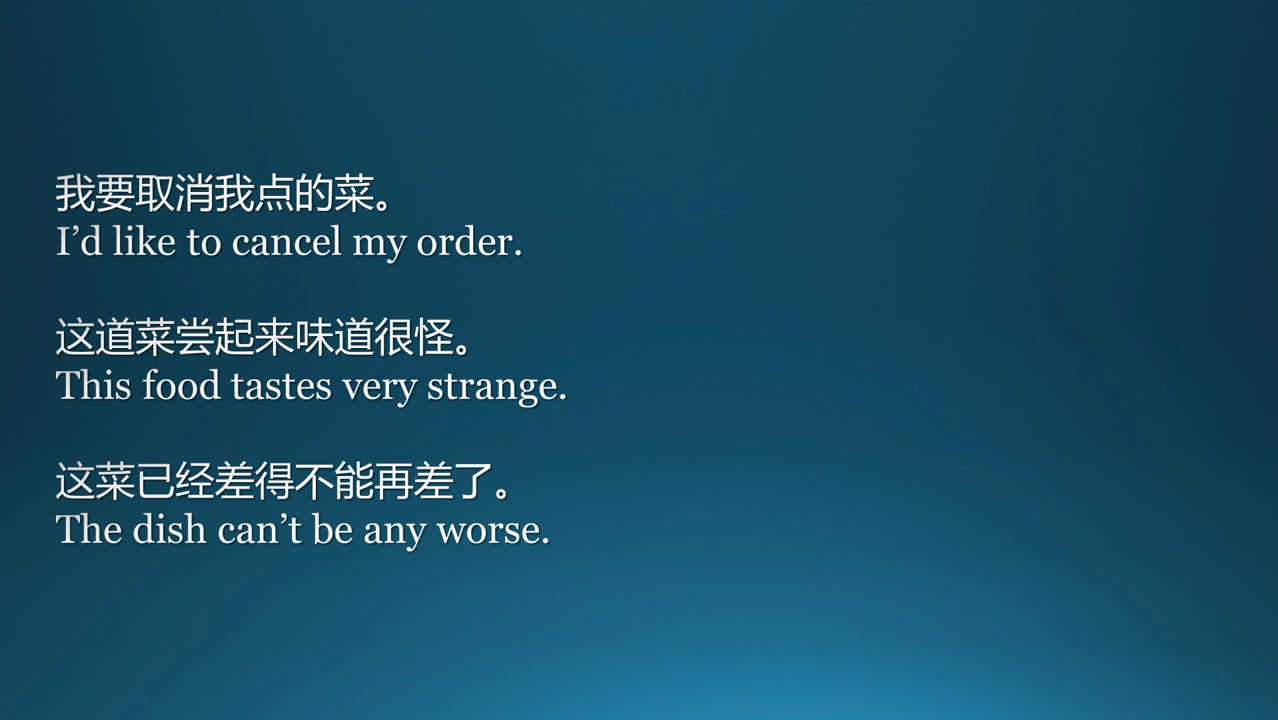 我要取消我点的菜。
I’d like to cancel my order.
这道菜尝起来味道很怪。
This food tastes very strange.
这菜已经差得不能再差了。
The dish can’t be any worse.